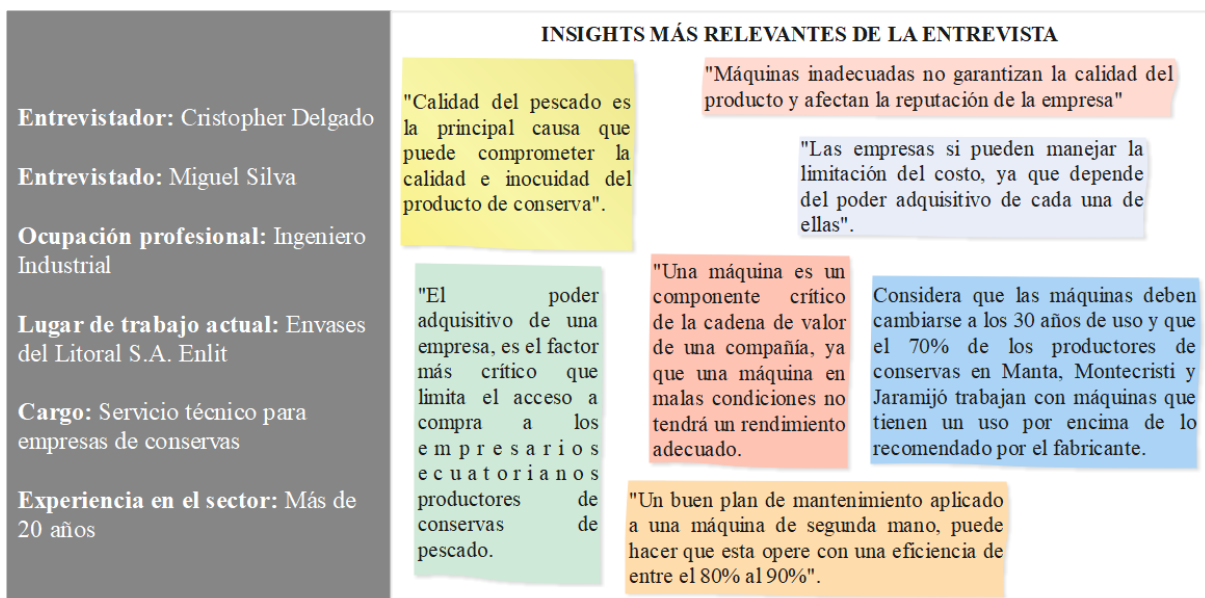 Entrevistador: Cristopher Delgado
Entrevistado: Miguel Silva
Ocupación profesional: Ingeniero
Industrial
Lugar de trabajo actual: Envases
del Litoral S.A. Enlit
Cargo: Servicio técnico para
empresas de conservas
Experiencia en el sector: Más de
20 años
INSIGHTS MÁS RELEVANTES DE LA ENTREVISTA
"Calidad del pescado es
la principal causa que
puede comprometer la
calidad e inocuidad del
producto de conserva".
"Máquinas inadecuadas no garantizan la calidad del
producto y afectan la reputación de la empresa"
"Las empresas si pueden manejar la
limitación del costo, ya que depende
del poder adquisitivo de cada una de
ellas".
"El poder
adquisitivo de una
empresa, es el factor
más crítico que
limita el acceso a
compra a los
empresarios
ecuatorianos
productores de
conservas de
pescado.
"Una máquina es un
componente crítico
de la cadena de valor
de una compañía, ya
que una máquina en
malas condiciones no
tendrá un rendimiento
adecuado.
Considera que las máquinas deben
cambiarse a los 30 años de uso y que
el 70% de los productores de
conservas en Manta, Montecristi y
Jaramijó trabajan con máquinas que
tienen un uso por encima de lo
recomendado por el fabricante.
"Un buen plan de mantenimiento aplicado
a una máquina de segunda mano, puede
hacer que esta opere con una eficiencia de
entre el 80% al 90%".